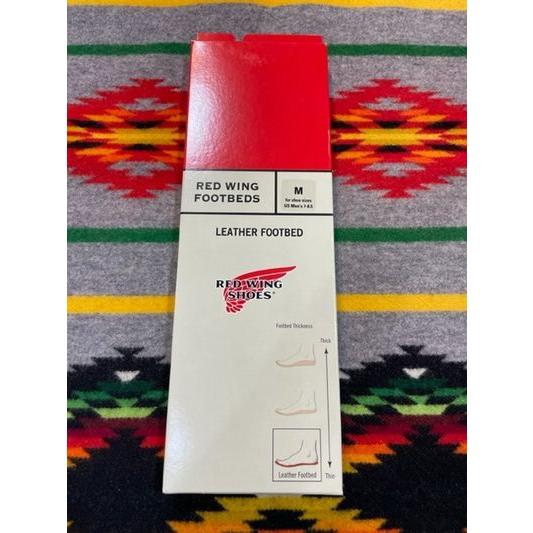 RED WING
FOOTBEDS
M
for shoe sizes
US Men's 7-8.5
LEATHER FOOTBED
RED WING
SHOES®
Footbed Thickness
Thick
Leather Footbed
Thin